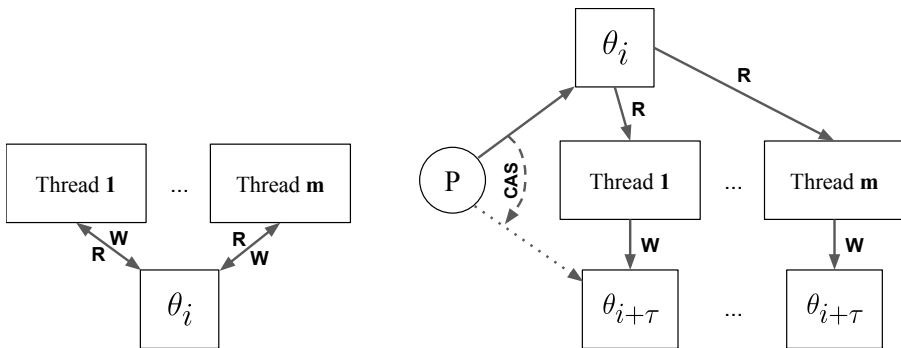 Thread 1
...
Thread m
W
R
R
W
θi
θi
R
R
P
CAS
Thread 1
...
Thread m
W
W
θi+τ
...
θi+τ